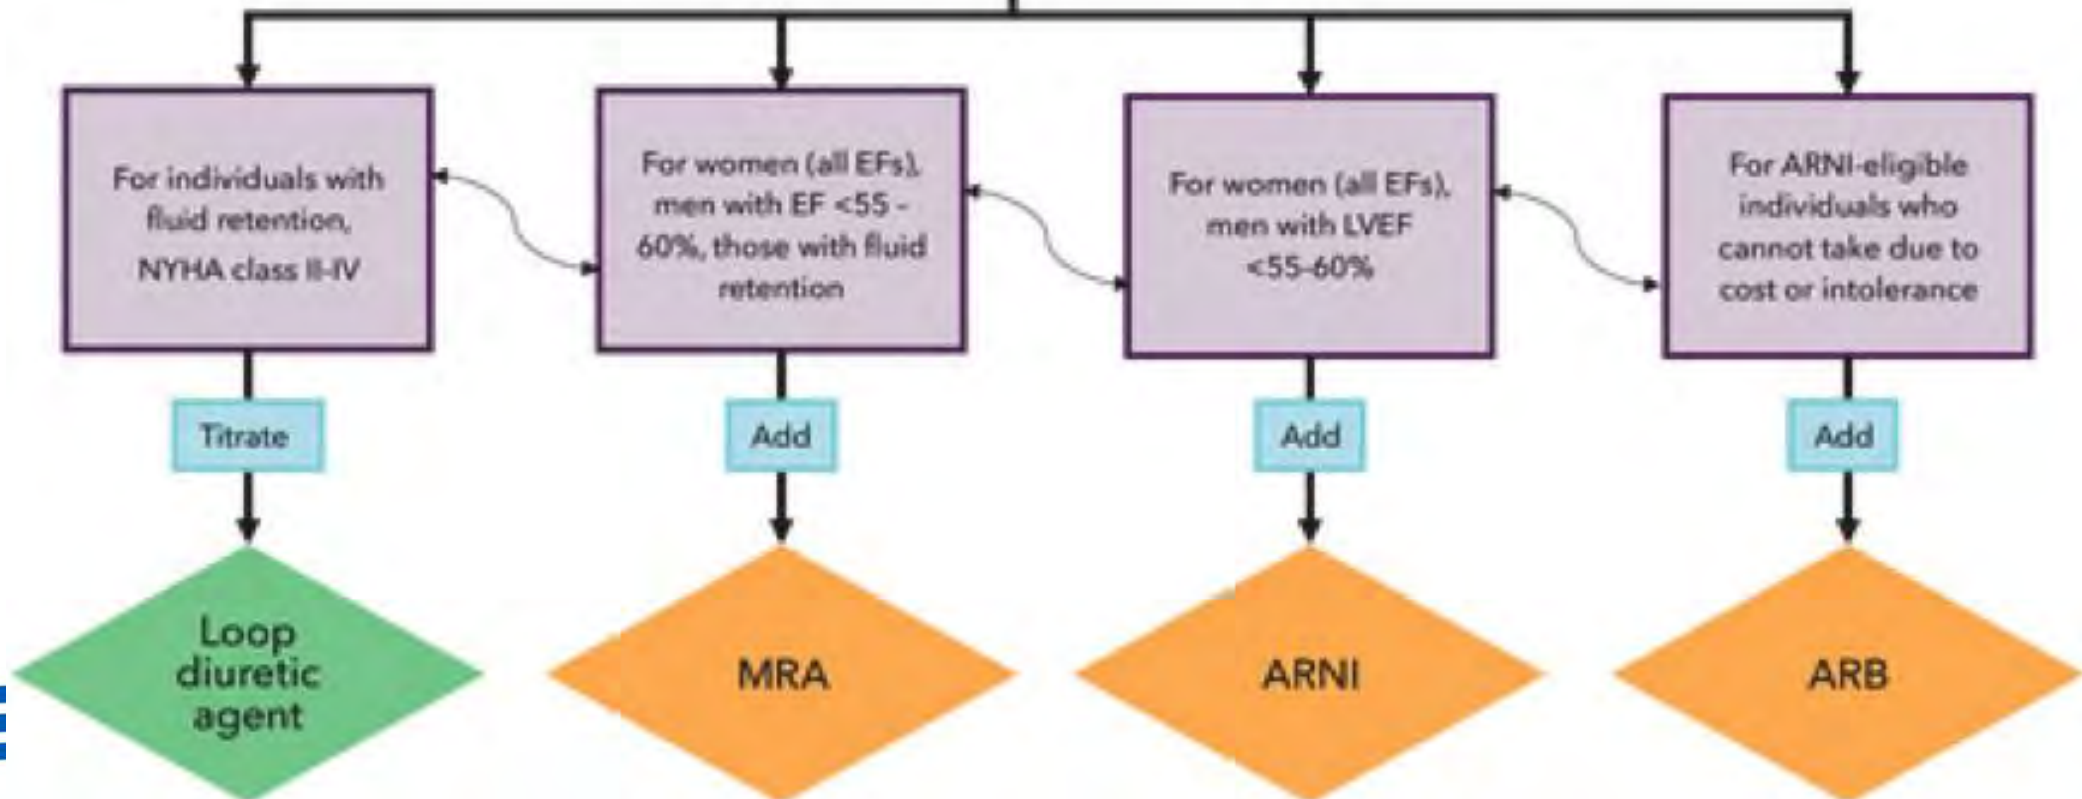 For individuals with
fluid retention,
NYHA class II-IV
For women (all EFs),
men with EF <55 -
60%, those with fluid
retention
For women (all EFs),
men with LVEF
<55-60%
For ARNI-eligible
individuals who
cannot take due to
cost or intolerance
Titrate
Add
Add
Add
Loop
diuretic
agent
MRA
ARNI
ARB